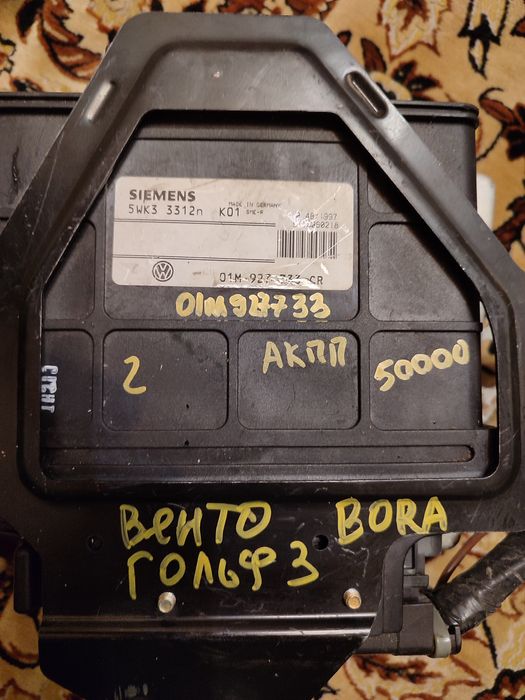 SIEMENS
5WK3 3312n K01
MADE IN GERMANY
SME-R
01M 927 733 CR
01M927733
2
АКПП
50000
ВЕНТО BORA
ГОЛЬФ 3